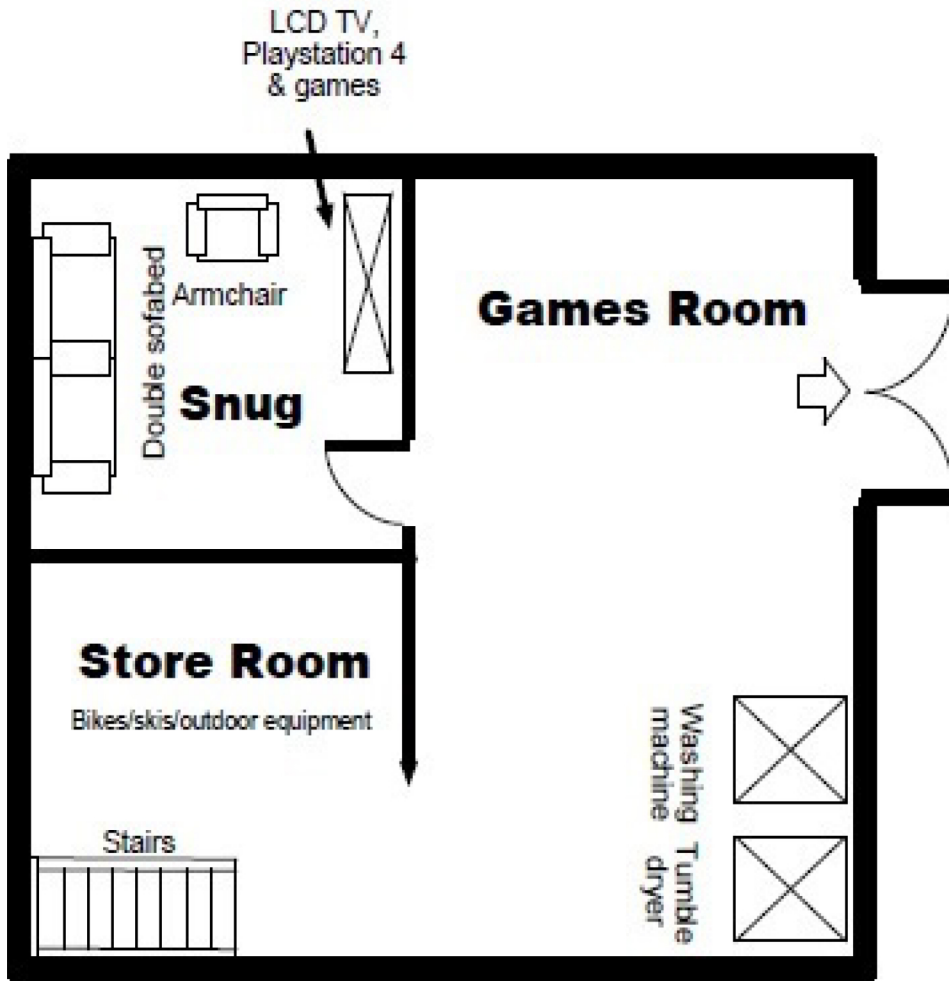 LCD TV,
Playstation 4
& games
Armchair
Double sofabed
Snug
Games Room
Store Room
Bikes/skis/outdoor equipment
Stairs
Washing
machine
Tumble
dryer